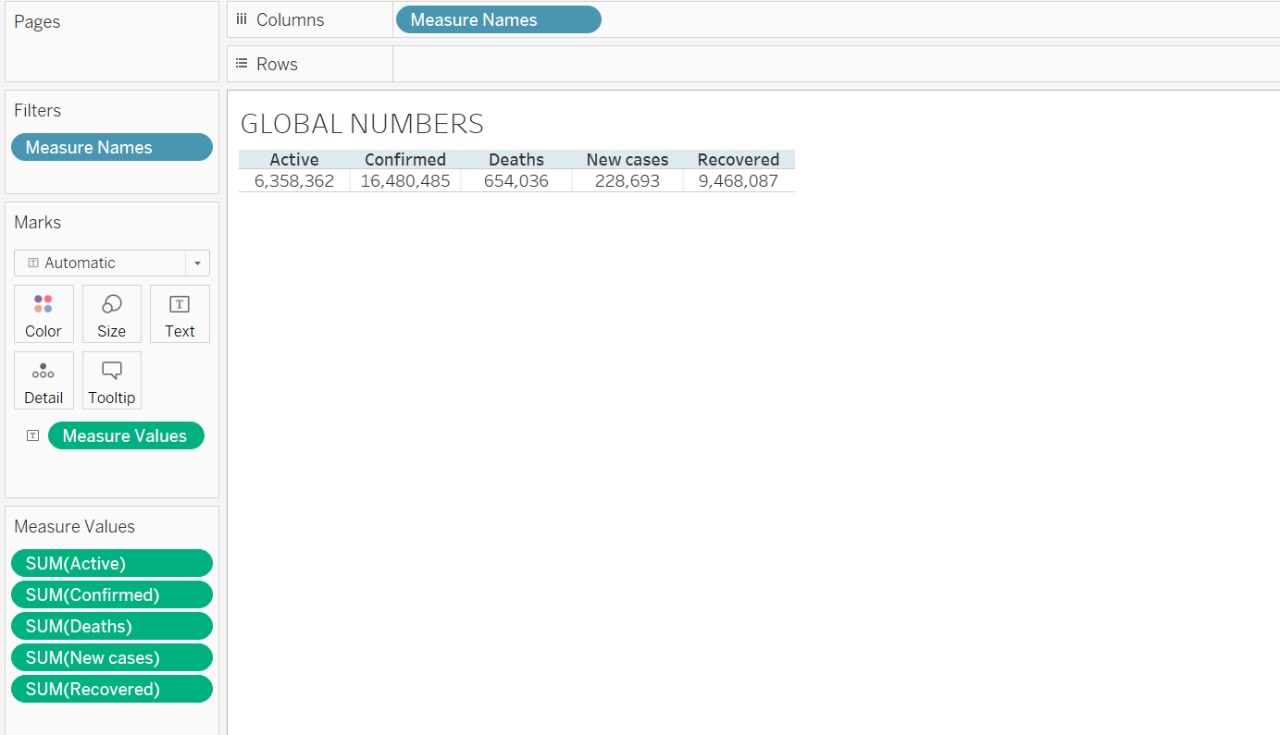 Pages
Columns
Measure Names
Rows
Filters
Measure Names
GLOBAL NUMBERS
Active Confirmed Deaths New cases Recovered
6,358,362 16,480,485 654,036 228,693 9,468,087
Marks
Automatic
Color Size Text
Detail Tooltip
Measure Values
Measure Values
SUM(Active)
SUM(Confirmed)
SUM(Deaths)
SUM(New cases)
SUM(Recovered)